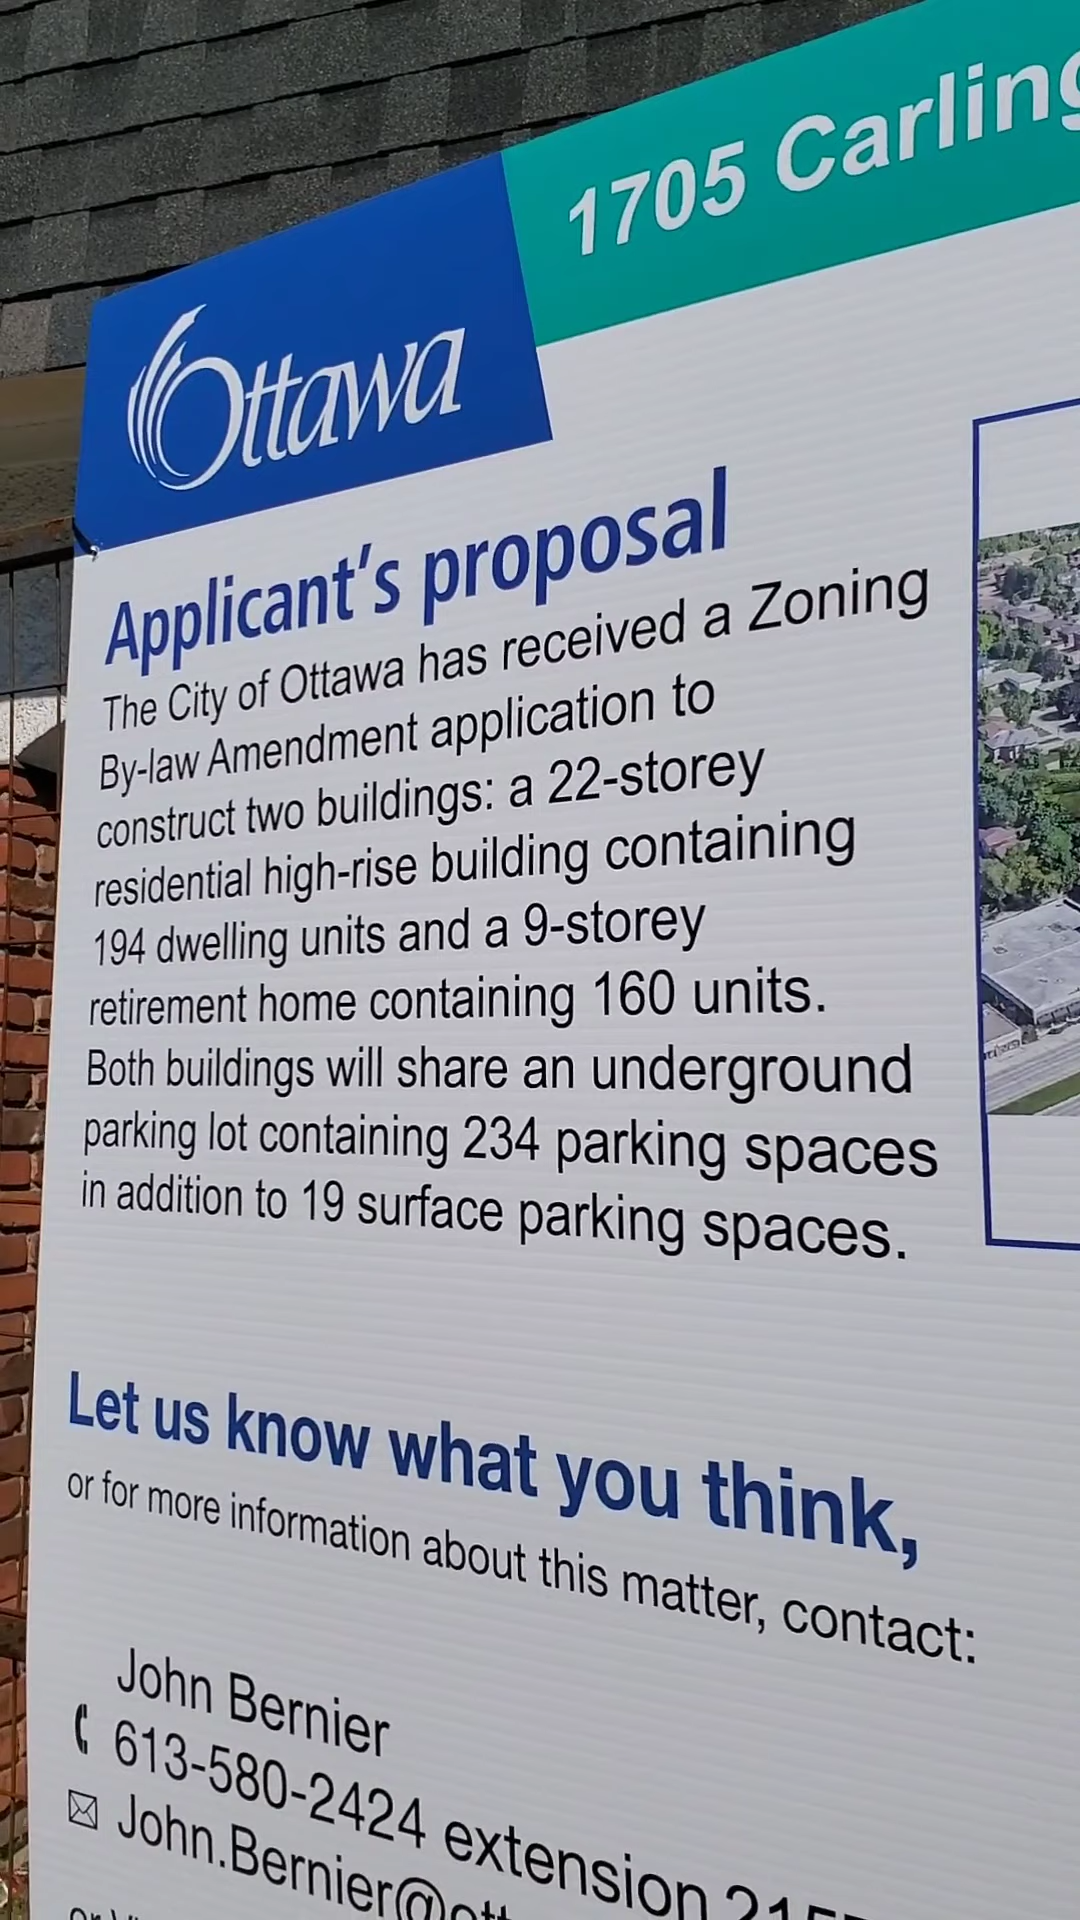 1705 Carling
Ottawa
Applicant's proposal
The City of Ottawa has received a Zoning
By-law Amendment application to
construct two buildings: a 22-storey
residential high-rise building containing
194 dwelling units and a 9-storey
retirement home containing 160 units.
Both buildings will share an underground
parking lot containing 234 parking spaces
in addition to 19 surface parking spaces.
Let us know what you think,
or for more information about this matter, contact:
John Bernier
613-580-2424 extension
John.Bernier@ott